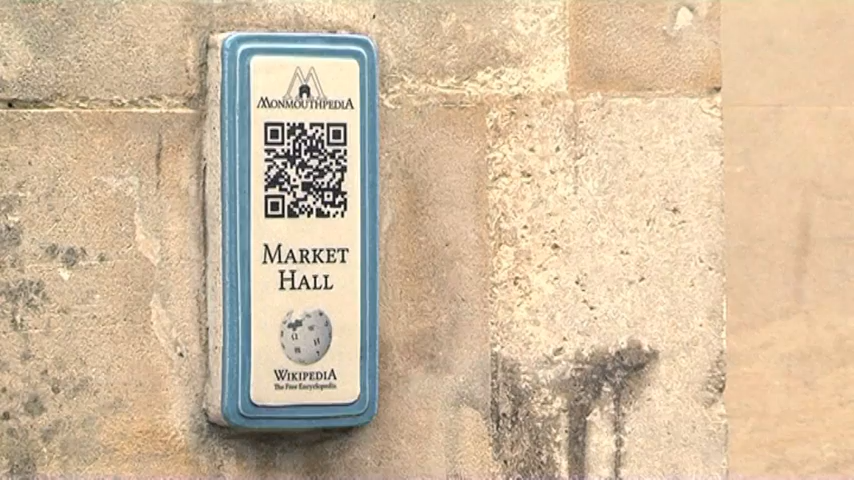 MONMOUTHPEDIA
MARKET
HALL
WIKIPEDIA
The Free Encyclopedia